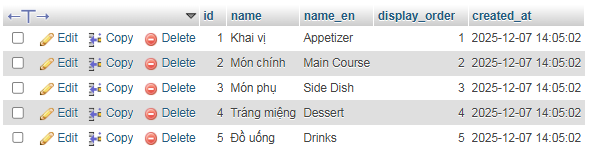 id name name_en display_order created_at
Edit Copy Delete 1 Khai vị Appetizer 1 2025-12-07 14:05:02
Edit Copy Delete 2 Món chính Main Course 2 2025-12-07 14:05:02
Edit Copy Delete 3 Món phụ Side Dish 3 2025-12-07 14:05:02
Edit Copy Delete 4 Tráng miệng Dessert 4 2025-12-07 14:05:02
Edit Copy Delete 5 Đồ uống Drinks 5 2025-12-07 14:05:02